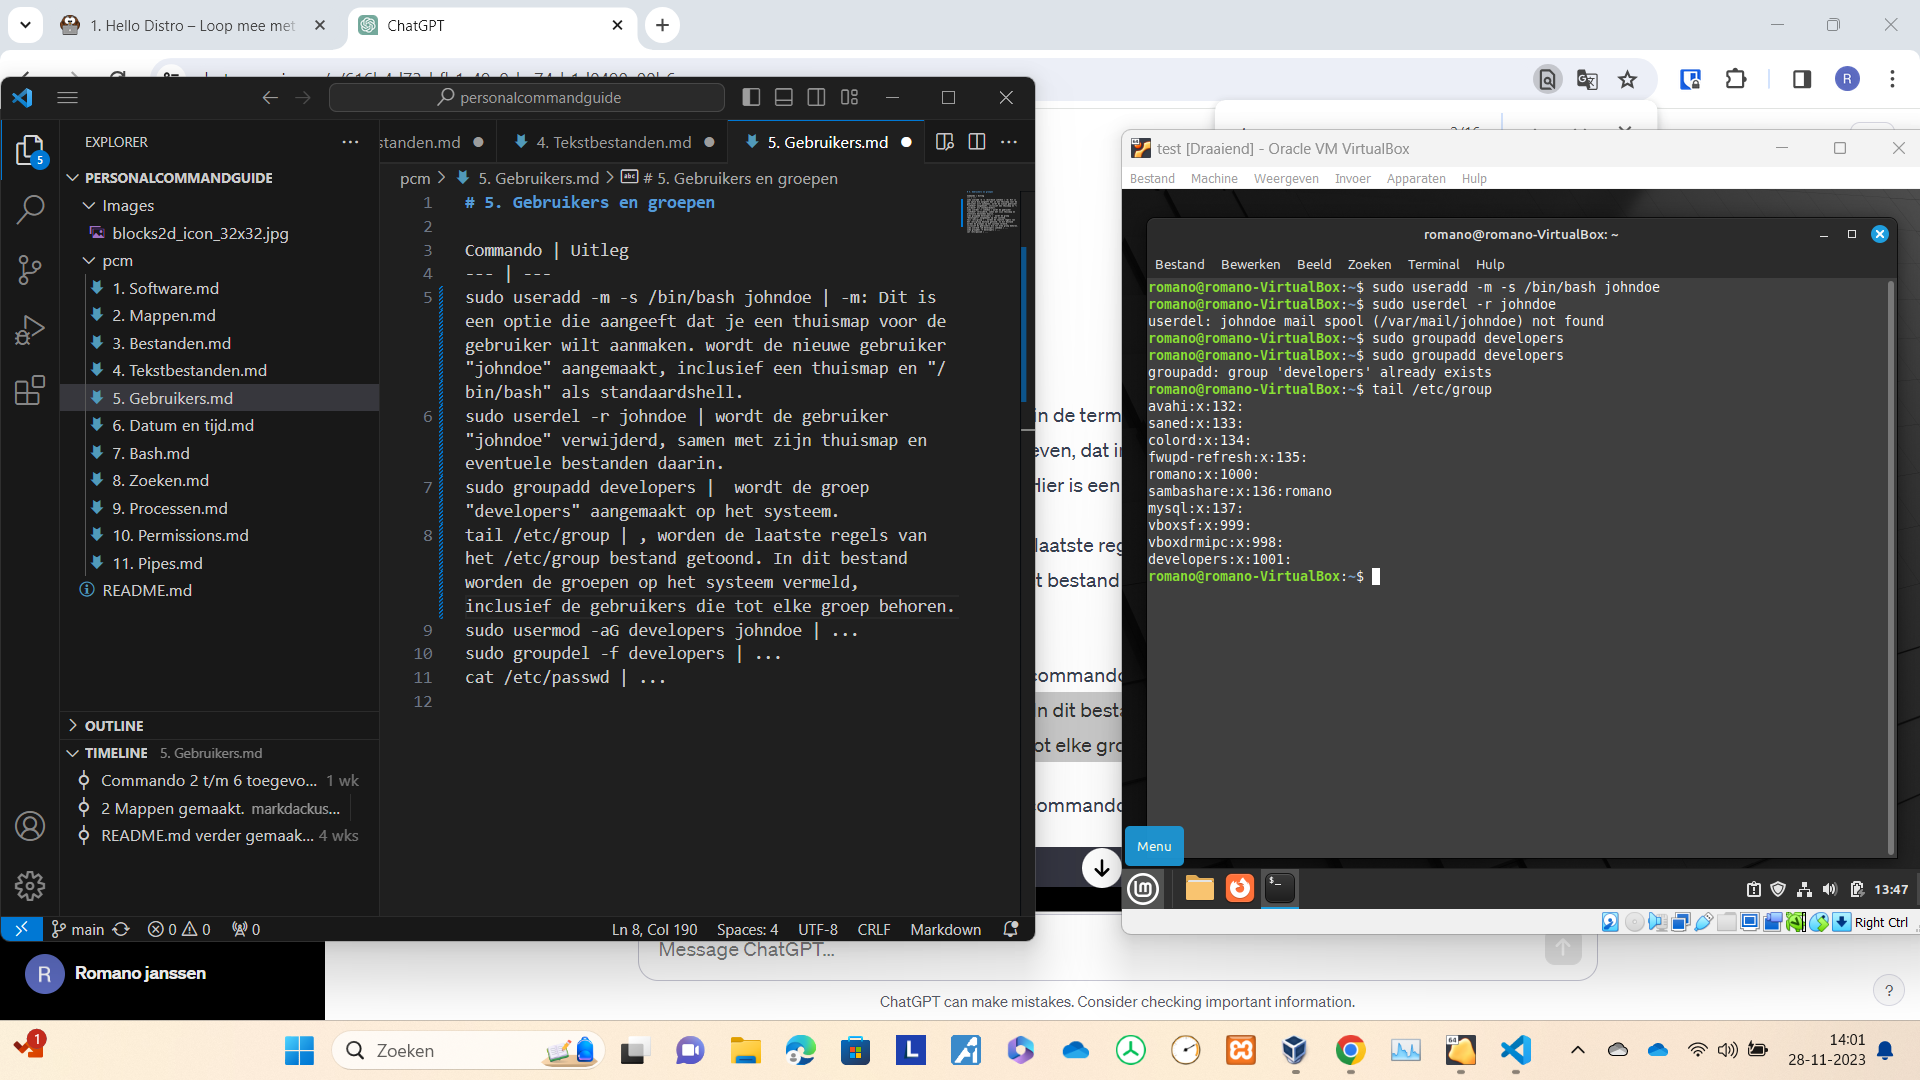 1. Hello Distro – Loop mee met
ChatGPT
R
personalcommandguide
EXPLORER
PERSONALCOMMANDGUIDE
Images
blocks2d_icon_32x32.jpg
pcm
1. Software.md
2. Mappen.md
3. Bestanden.md
4. Tekstbestanden.md
5. Gebruikers.md
6. Datum en tijd.md
7. Bash.md
8. Zoeken.md
9. Processen.md
10. Permissions.md
11. Pipes.md
README.md
OUTLINE
TIMELINE 5. Gebruikers.md
Commando 2 t/m 6 toegevo... 1 wk
2 Mappen gemaakt. markdackus...
README.md verder gemaak... 4 wks
5
standen.md
4. Tekstbestanden.md
5. Gebruikers.md
pcm > 5. Gebruikers.md > # 5. Gebruikers en groepen
1 # 5. Gebruikers en groepen
2
3 Commando | Uitleg
4 --- | ---
5 sudo useradd -m -s /bin/bash johndoe | -m: Dit is
een optie die aangeeft dat je een thuismap voor de
gebruiker wilt aanmaken. wordt de nieuwe gebruiker
"johndoe" aangemaakt, inclusief een thuismap en "/
bin/bash" als standaardshell.
6 sudo userdel -r johndoe | wordt de gebruiker
"johndoe" verwijderd, samen met zijn thuismap en
eventuele bestanden daarin.
7 sudo groupadd developers |  wordt de groep
"developers" aangemaakt op het systeem.
8 tail /etc/group | , worden de laatste regels van
het /etc/group bestand getoond. In dit bestand
worden de groepen op het systeem vermeld,
inclusief de gebruikers die tot elke groep behoren.
9 sudo usermod -aG developers johndoe | ...
10 sudo groupdel -f developers | ...
11 cat /etc/passwd | ...
12
main
0 0
0
Ln 8, Col 190
Spaces: 4
UTF-8
CRLF
Markdown
in de term
even, dat i
Hier is een
laatste reg
t bestand
commando
n dit besta
ot elke gro
commando
test [Draaiend] - Oracle VM VirtualBox
Bestand Machine Weergeven Invoer Apparaten Hulp
romano@romano-VirtualBox: ~
Bestand Bewerken Beeld Zoeken Terminal Hulp
romano@romano-VirtualBox:~$ sudo useradd -m -s /bin/bash johndoe
romano@romano-VirtualBox:~$ sudo userdel -r johndoe
userdel: johndoe mail spool (/var/mail/johndoe) not found
romano@romano-VirtualBox:~$ sudo groupadd developers
romano@romano-VirtualBox:~$ sudo groupadd developers
groupadd: group 'developers' already exists
romano@romano-VirtualBox:~$ tail /etc/group
avahi:x:132:
saned:x:133:
colord:x:134:
fwupd-refresh:x:135:
romano:x:1000:
sambashare:x:136:romano
mysql:x:137:
vboxsf:x:999:
vboxdrmipc:x:998:
developers:x:1001:
romano@romano-VirtualBox:~$
Menu
13:47
Right Ctrl
R Romano janssen
Message ChatGPT...
ChatGPT can make mistakes. Consider checking important information.
?
1
Zoeken
14:01
28-11-2023